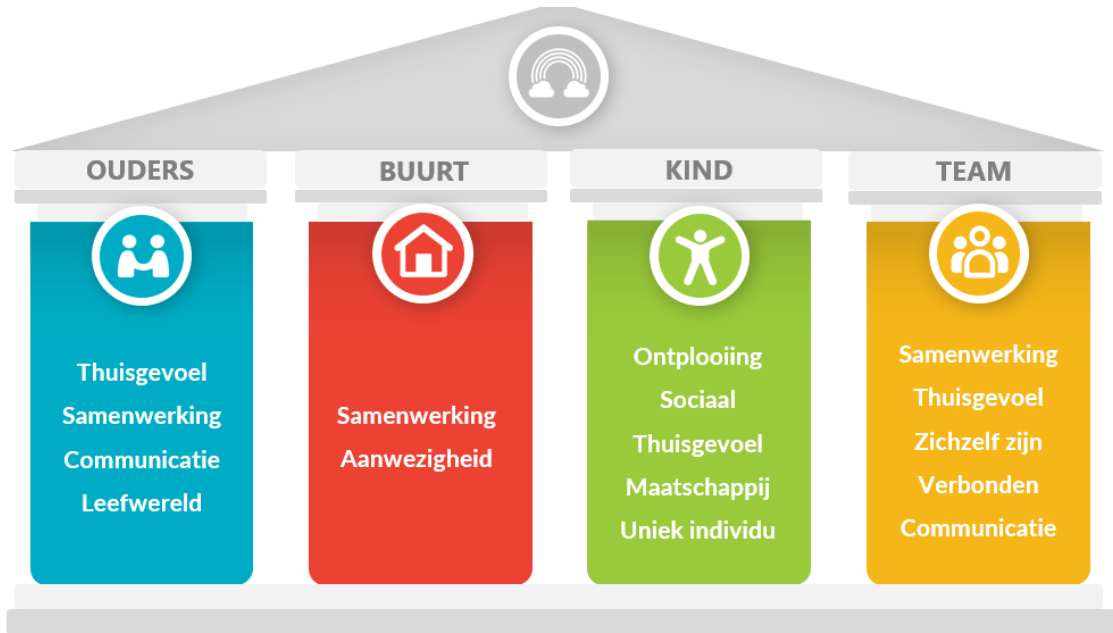 OUDERS
BUURT
KIND
TEAM
Thuisgevoel
Samenwerking
Communicatie
Leefwereld
Samenwerking
Aanwezigheid
Ontplooiing
Sociaal
Thuisgevoel
Maatschappij
Uniek individu
Samenwerking
Thuisgevoel
Zichzelf zijn
Verbonden
Communicatie